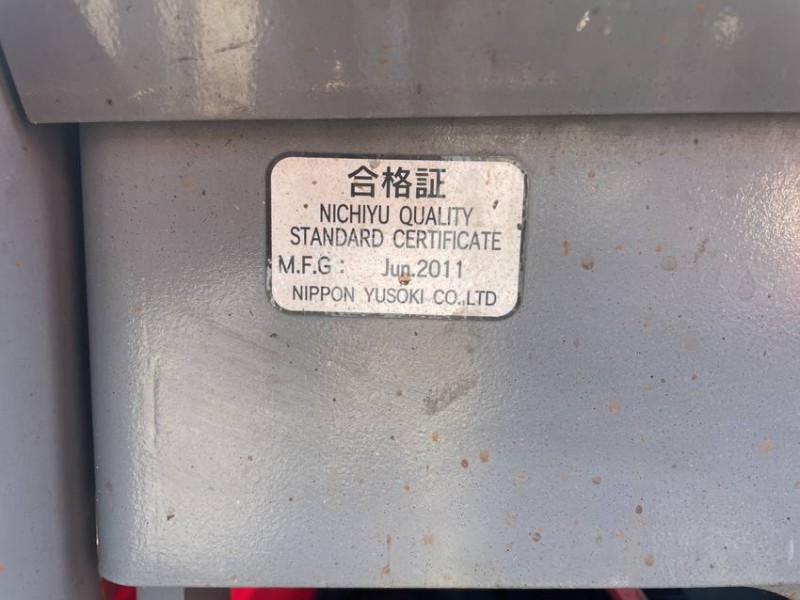 合格証
NICHIYU QUALITY
STANDARD CERTIFICATE
M.F.G : Jun.2011
NIPPON YUSOKI CO.,LTD